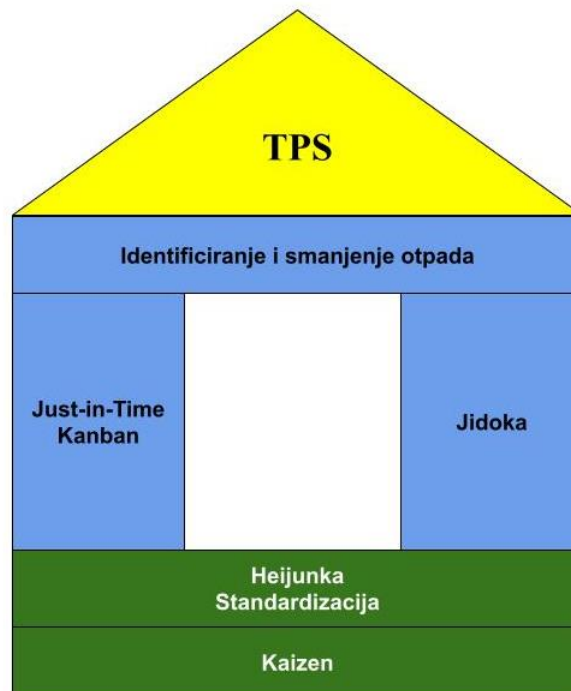 TPS
Identificiranje i smanjenje otpada
Just-in-Time
Kanban
Jidoka
Heijunka
Standardizacija
Kaizen